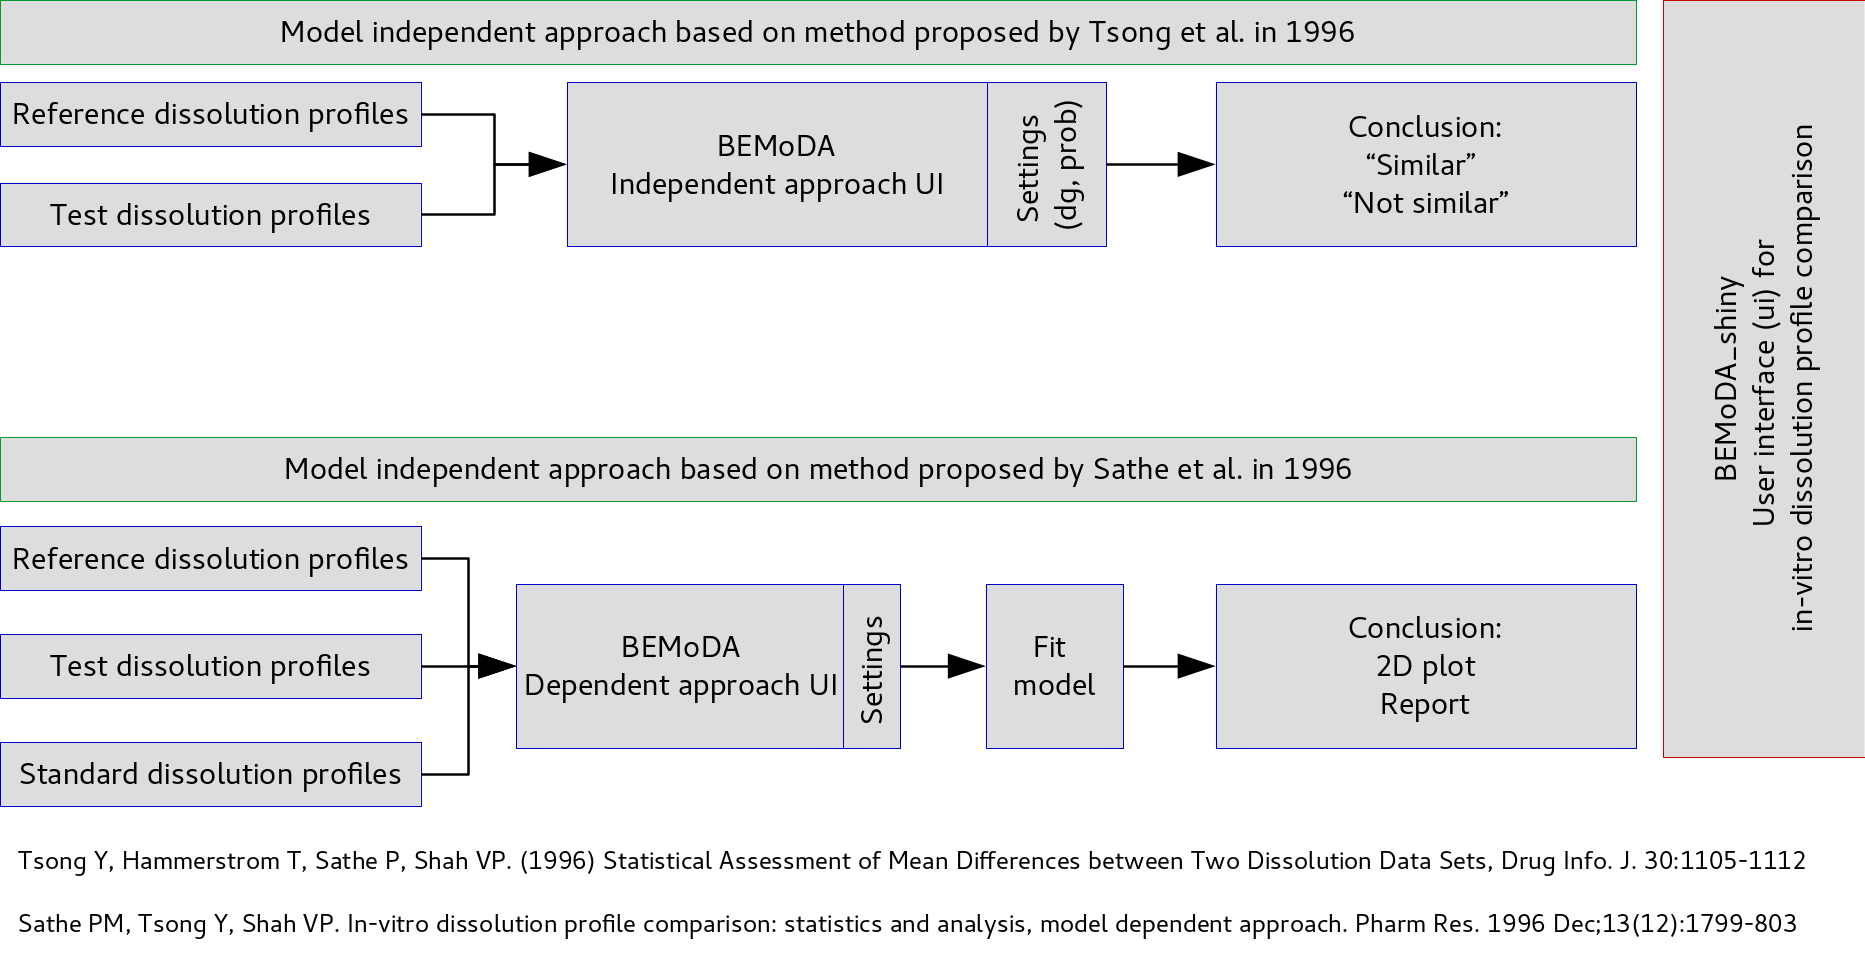 Model independent approach based on method proposed by Tsong et al. in 1996
Reference dissolution profiles
Test dissolution profiles
BEMoDA
Independent approach UI
Settings
(dg, prob)
Conclusion:
“Similar”
“Not similar”
Model independent approach based on method proposed by Sathe et al. in 1996
Reference dissolution profiles
Test dissolution profiles
Standard dissolution profiles
BEMoDA
Dependent approach UI
Settings
Fit
model
Conclusion:
2D plot
Report
BEMoDA_shiny
User interface (ui) for
in-vitro dissolution profile comparison
Tsong Y, Hammerstrom T, Sathe P, Shah VP. (1996) Statistical Assessment of Mean Differences between Two Dissolution Data Sets, Drug Info. J. 30:1105-1112
Sathe PM, Tsong Y, Shah VP. In-vitro dissolution profile comparison: statistics and analysis, model dependent approach. Pharm Res. 1996 Dec;13(12):1799-803